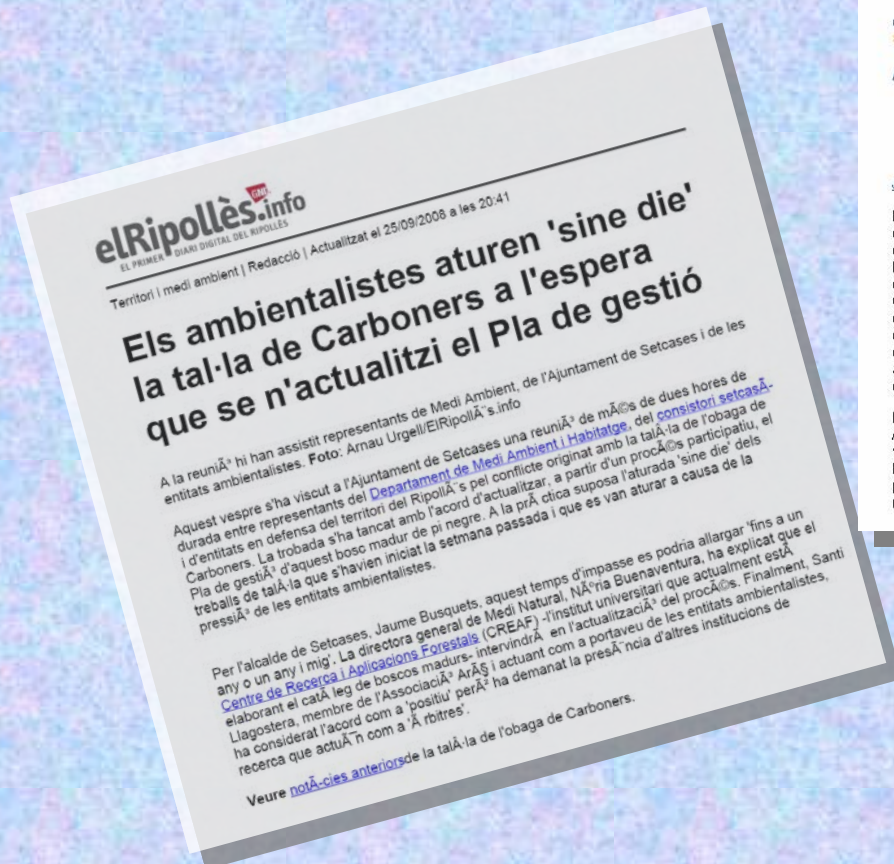 elRipollès.info
GND
EL PRIMER DIARI DIGITAL DEL RIPOLLÈS
Territori i medi ambient | Redacció | Actualitzat el 25/09/2008 a les 20:41
Els ambientalistes aturen 'sine die'
la tal·la de Carboners a l'espera
que se n'actualitzi el Pla de gestió
A la reuniÃ³ hi han assistit representants de Medi Ambient, de l'Ajuntament de Setcases i de les
entitats ambientalistes. Foto: Arnau Urgell/ElRipollÃ¨s.info
Aquest vespre s'ha viscut a l'Ajuntament de Setcases una reuniÃ³ de mÃ©s de dues hores de
durada entre representants del Departament de Medi Ambient i Habitatge, del consistori setcasÃ-
i d'entitats en defensa del territori del RipollÃ¨s pel conflicte originat amb la talÂ·la de l'obaga de
Carboners. La trobada s'ha tancat amb l'acord d'actualitzar, a partir d'un procÃ©s participatiu, el
Pla de gestiÃ³ d'aquest bosc madur de pi negre. A la prÃ ctica suposa l'aturada 'sine die' dels
treballs de talÂ·la que s'havien iniciat la setmana passada i que es van aturar a causa de la
pressiÃ³ de les entitats ambientalistes.
Per l'alcalde de Setcases, Jaume Busquets, aquest temps d'impasse es podria allargar 'fins a un
any o un any i mig'. La directora general de Medi Natural, NÃºria Buenaventura, ha explicat que el
Centre de Recerca i Aplicacions Forestals (CREAF) -l'institut universitari que actualment estÃ
elaborant el catÃ leg de boscos madurs- intervindrÃ en l'actualitzaciÃ³ del procÃ©s. Finalment, Santi
Llagostera, membre de l'AssociaciÃ³ ArÃ§ i actuant com a portaveu de les entitats ambientalistes,
ha considerat l'acord com a 'positiu' perÃ² ha demanat la presÃ¨ncia d'altres institucions de
recerca que actuÃ¯n com a 'Ã rbitres'.
Veure notÃ-cies anteriorsde la talÂ·la de l'obaga de Carboners.